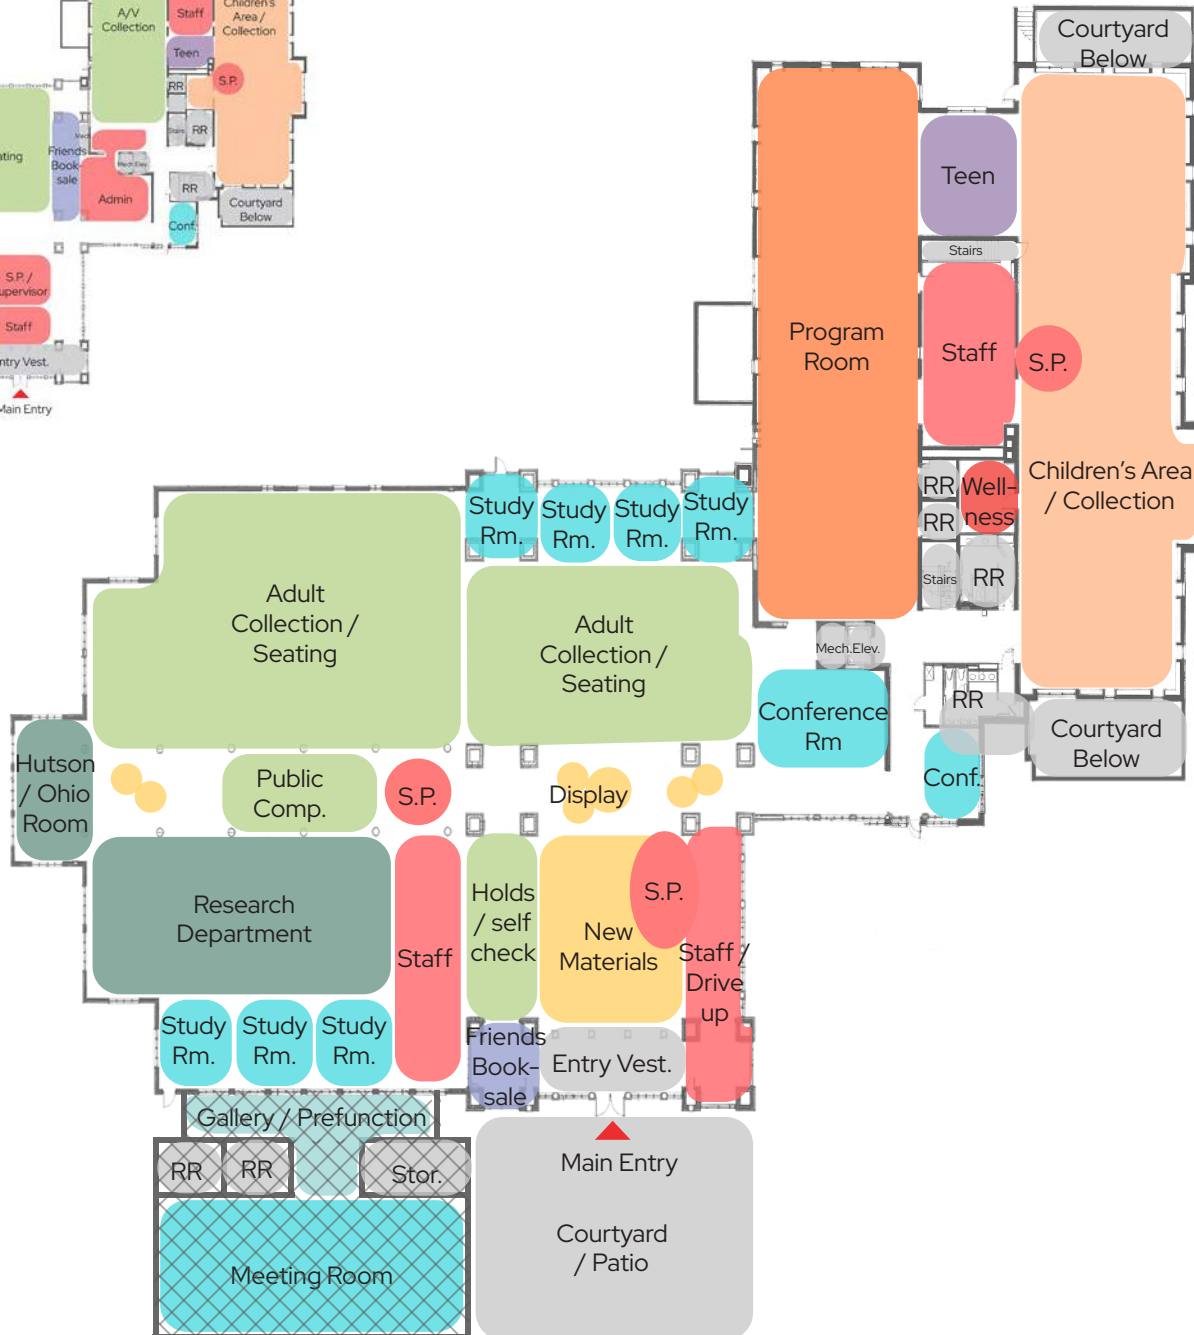 A/V
Collection
Staff
Children's
Area /
Collection
Teen
S.P.
RR
Stairs
RR
Friends
Book-
sale
Mech.
Elev.
Admin
RR
Courtyard
Below
Conf.
S.P. /
Staff
Main Entry
Courtyard
Below
Teen
Stairs
Program
Room
Staff
S.P.
Children's Area
/ Collection
RR
Well-
ness
RR
Stairs
RR
Study
Rm.
Study
Rm.
Study
Rm.
Study
Rm.
Adult
Collection /
Seating
Adult
Collection /
Seating
Mech.
Elev.
Conference
Rm
RR
Courtyard
Below
Conf.
Hutson
/ Ohio
Room
Public
Comp.
S.P.
Display
Research
Department
Staff
Holds
/ self
check
New
Materials
S.P.
Staff /
Drive
up
Study
Rm.
Study
Rm.
Study
Rm.
Friends
Book-
sale
Entry Vest.
Gallery / Prefunction
Main Entry
RR
RR
Stor.
Courtyard
/ Patio
Meeting Room